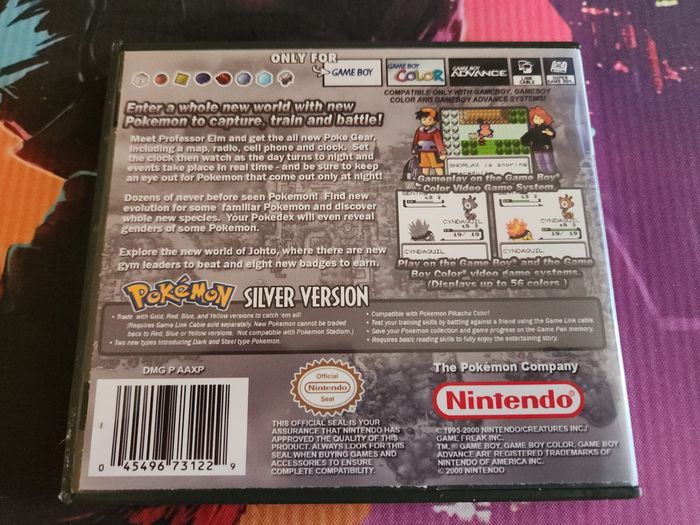 ONLY FOR
GAME BOY
GAME BOY COLOR
GAME BOY ADVANCE
LINK CABLE
SUPER GAME BOY
COMPATIBLE ONLY WITH GAMEBOY, GAMEBOY
COLOR AND GAMEBOY ADVANCE SYSTEMS!
Enter a whole new world with new
Pokemon to capture, train and battle!
Meet Professor Elm and get the all new Poke Gear,
including a map, radio, cell phone and clock. Set
the clock then watch as the day turns to night and
events take place in real time - and be sure to keep
an eye out for Pokemon that come out only at night!
Dozens of never before seen Pokemon! Find new
evolution for some familiar Pokemon and discover
whole new species. Your Pokedex will even reveal
genders of some Pokemon.
Explore the new world of Johto, where there are new
gym leaders to beat and eight new badges to earn.
SNORLAX is snoring
Gameplay on the Game Boy®
Color Video Game System.
CYNDAQUIL
19/ 19
CYNDAQUIL
CYNDAQUIL
19/ 19
CYNDAQUIL
Play on the Game Boy® and the Game
Boy Color® video game systems.
(Displays up to 56 colors.)
POKéMON SILVER VERSION
• Trade with Gold, Red, Blue, and Yellow versions to catch 'em all!
(Requires Game Link Cable sold separately. New Pokemon cannot be traded
back to Red, Blue or Yellow versions. Not compatible with Pokemon Stadium.)
• Two new types introducing Dark and Steel type Pokemon.
• Compatible with Pokemon Pikachu Color!
• Test your training skills by battling against a friend using the Game Link cable.
• Save your Pokemon collection and game progress on the Game Pak memory.
• Requires basic reading skills to fully enjoy the entertaining story.
DMG P AAXP
0 45496 73122 9
Official
Nintendo
Seal
THIS OFFICIAL SEAL IS YOUR
ASSURANCE THAT NINTENDO HAS
APPROVED THE QUALITY OF THIS
PRODUCT. ALWAYS LOOK FOR THIS
SEAL WHEN BUYING GAMES AND
ACCESSORIES TO ENSURE
COMPLETE COMPATIBILITY.
The Pokémon Company
Nintendo
© 1995-2000 NINTENDO/CREATURES INC./
GAME FREAK INC.
TM, ® GAME BOY, GAME BOY COLOR, GAME BOY
ADVANCE ARE REGISTERED TRADEMARKS OF
NINTENDO OF AMERICA INC.
© 2000 NINTENDO